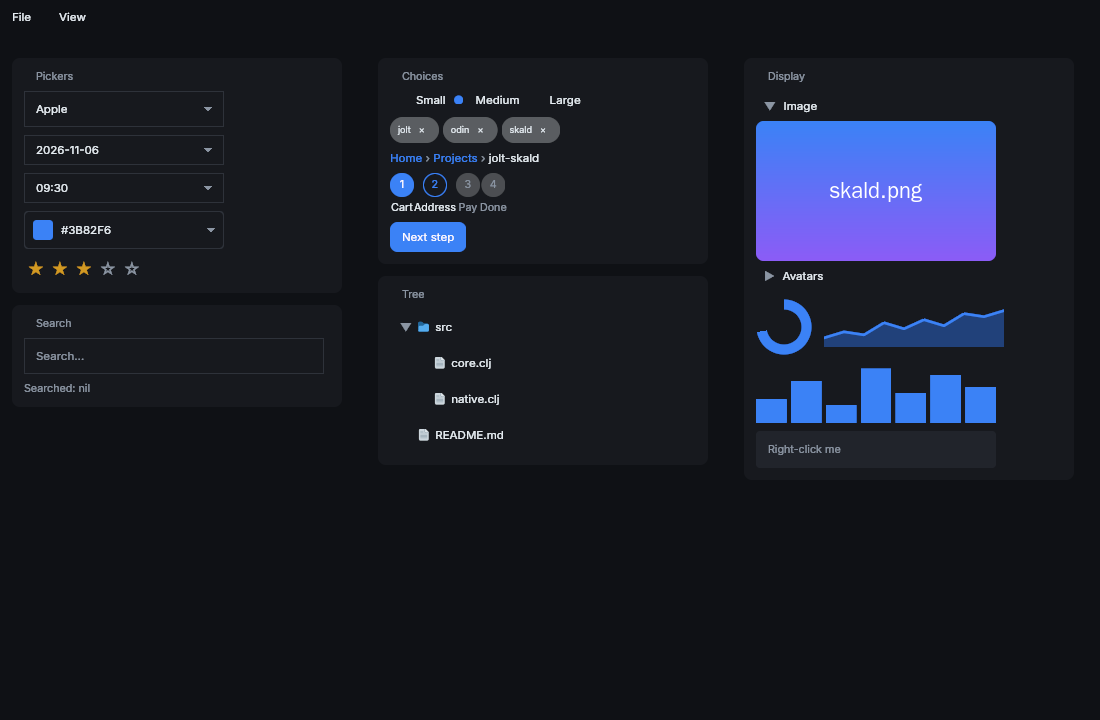 File View
Pickers
Apple
2026-11-06
09:30
#3B82F6
Search
Search...
Searched: nil
Choices
Small Medium Large
jolt × odin × skald ×
Home › Projects › jolt-skald
1 2 3 4
Cart Address Pay Done
Next step
Tree
src
core.clj
native.clj
README.md
Display
Image
skald.png
Avatars
Right-click me